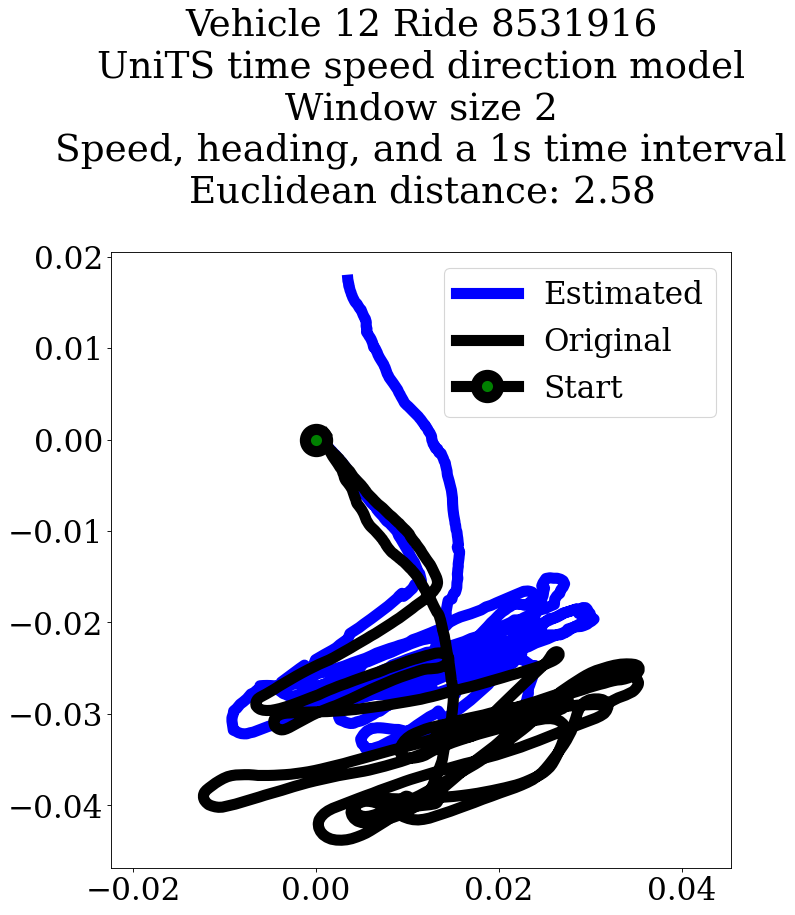 Vehicle 12 Ride 8531916
UniTS time speed direction model
Window size 2
Speed, heading, and a 1s time interval
Euclidean distance: 2.58
0.02
0.01
0.00
−0.01
−0.02
−0.03
−0.04
Estimated
Original
Start
−0.02
0.00
0.02
0.04